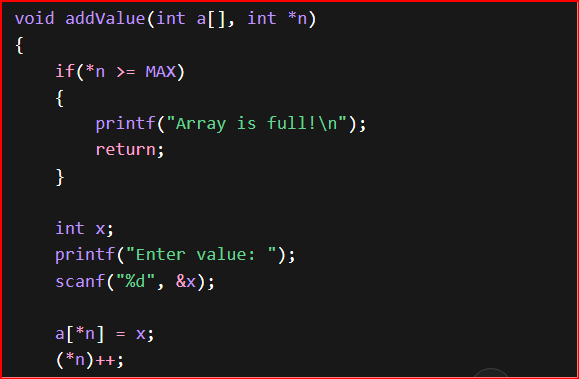 void addValue(int a[], int *n)
{
    if(*n >= MAX)
    {
        printf("Array is full!\n");
        return;
    }

    int x;
    printf("Enter value: ");
    scanf("%d", &x);

    a[*n] = x;
    (*n)++;